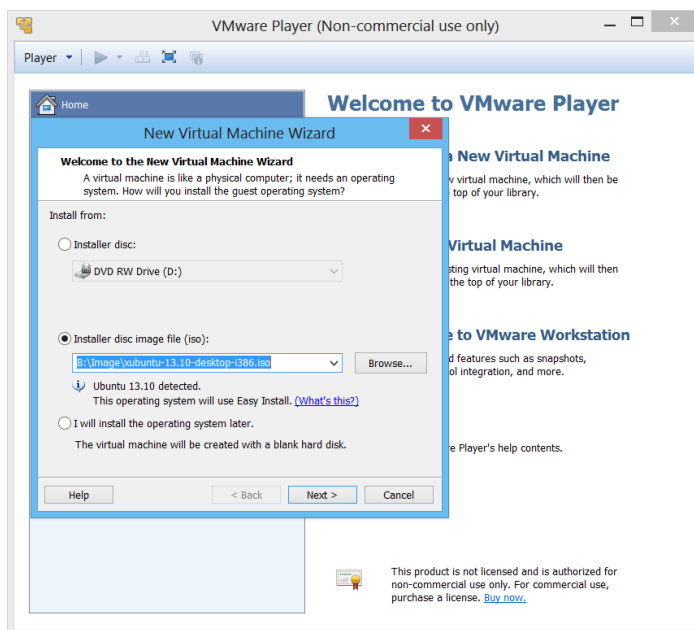 VMware Player (Non-commercial use only)
Player
Home
Welcome to VMware Player
New Virtual Machine Wizard
Welcome to the New Virtual Machine Wizard
A virtual machine is like a physical computer; it needs an operating
system. How will you install the guest operating system?
Install from:
Installer disc:
DVD RW Drive (D:)
Installer disc image file (iso):
B:\Image\xubuntu-13.10-desktop-i386.iso
Browse...
Ubuntu 13.10 detected.
This operating system will use Easy Install. (What's this?)
I will install the operating system later.
The virtual machine will be created with a blank hard disk.
Help
< Back
Next >
Cancel
New Virtual Machine
virtual machine, which will then be
top of your library.
Virtual Machine
sting virtual machine, which will then
the top of your library.
to VMware Workstation
features such as snapshots,
ol integration, and more.
Player's help contents.
This product is not licensed and is authorized for
non-commercial use only. For commercial use,
purchase a license. Buy now.